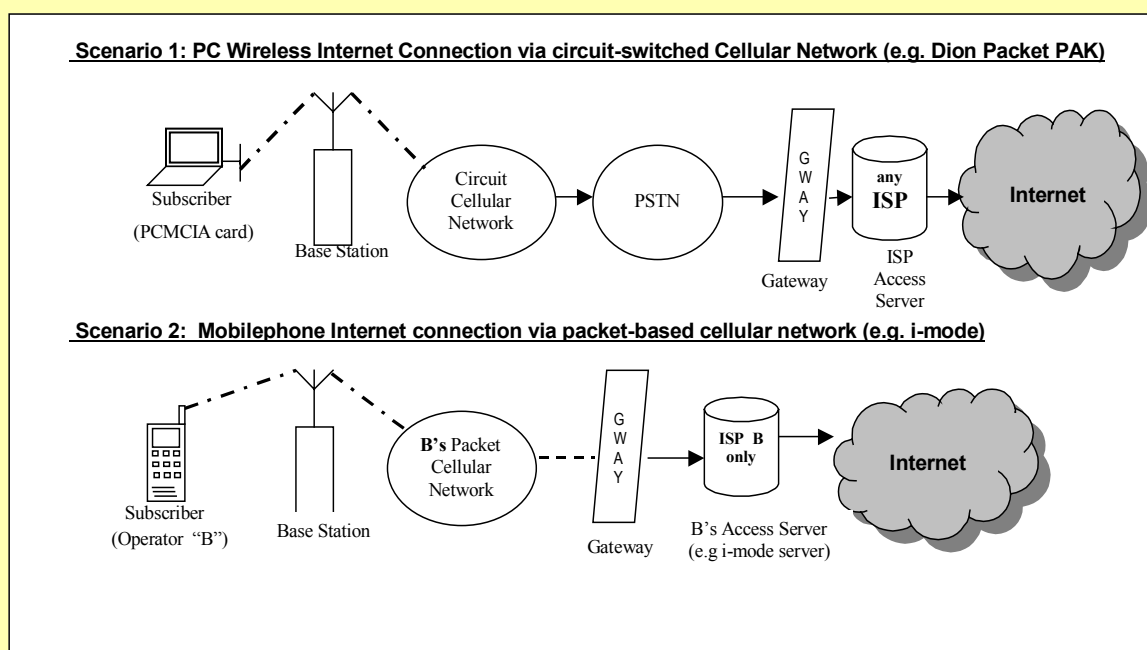 Scenario 1: PC Wireless Internet Connection via circuit-switched Cellular Network (e.g. Dion Packet PAK)
Subscriber
(PCMCIA card)
Base Station
Circuit
Cellular
Network
PSTN
G
W
A
Y
Gateway
any
ISP
ISP
Access
Server
Internet
Scenario 2: Mobilephone Internet connection via packet-based cellular network (e.g. i-mode)
Subscriber
(Operator “B”)
Base Station
B’s Packet
Cellular
Network
G
W
A
Y
Gateway
ISP B
only
B’s Access Server
(e.g i-mode server)
Internet